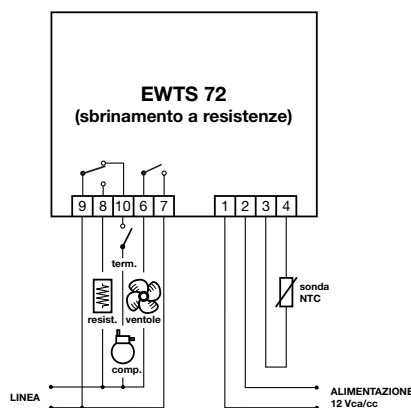 EWTS 72
(sbrinamento a resistenze)
9 8 10 6 7 1 2 3 4
term.
resist. ventole
comp.
sonda
NTC
LINEA
ALIMENTAZIONE
12 Vca/cc